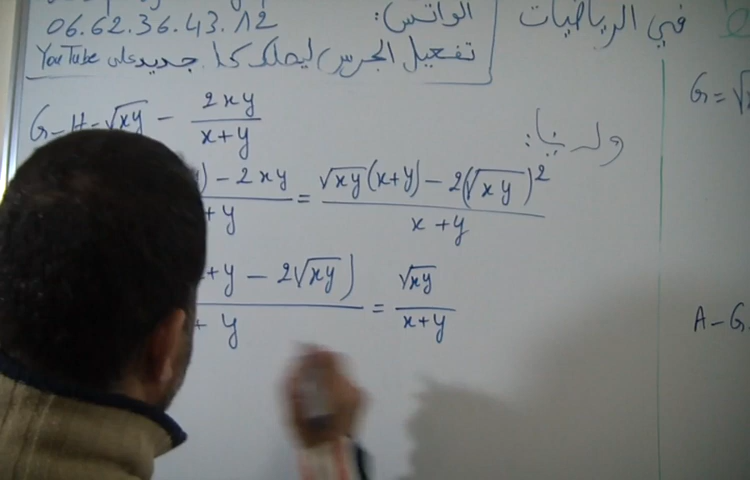 في الرياضيات
الواتس: 06.62.36.43.12
تفعيل الجرس ليصلك كل جديد على YouTube
ولدينا:
G-H=√xy - 2xy/(x+y)
) - 2xy / +y = √xy(x+y) - 2(√xy)² / x+y
+y - 2√xy) / + y = √xy / x+y
G=√x
A-G